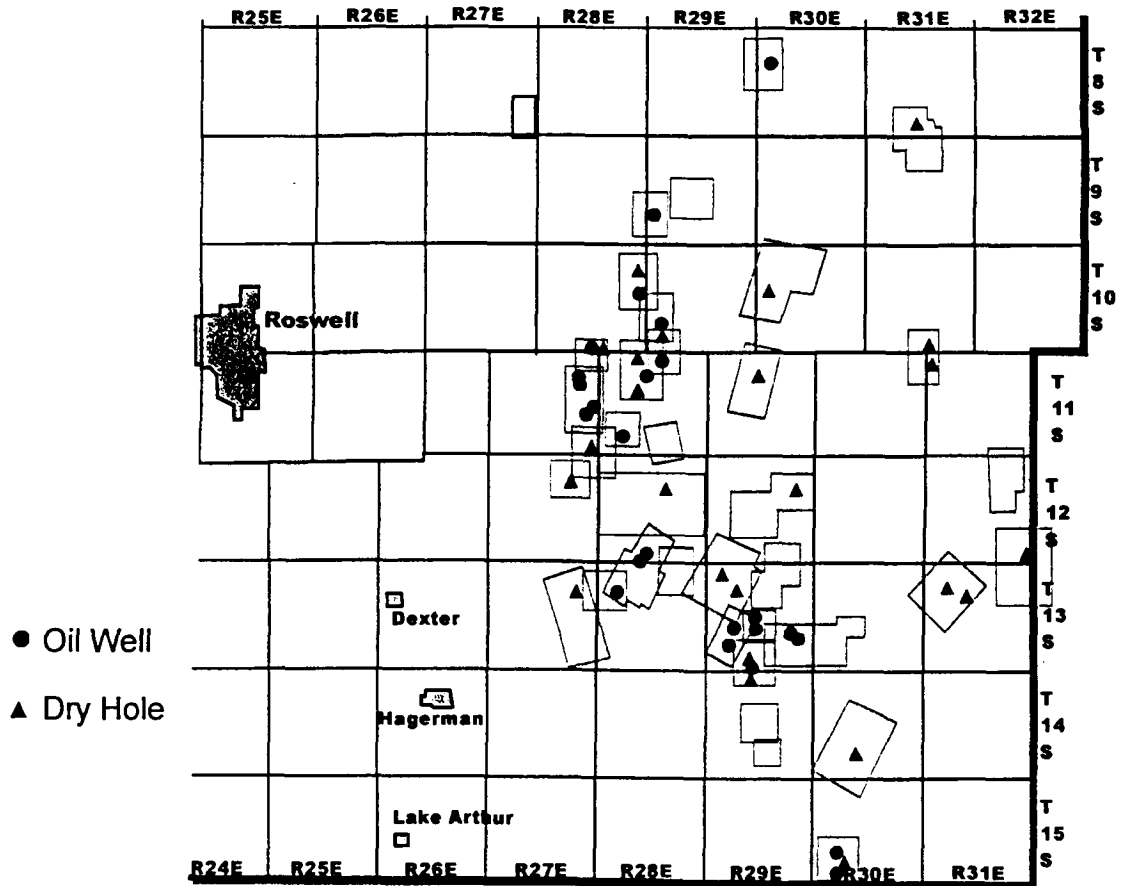 R25E R26E R27E R28E R29E R30E R31E R32E
T
8
S
T
9
S
T
10
S
Roswell
T
11
S
T
12
S
Dexter
T
13
S
Oil Well
Dry Hole
Hagerman
T
14
S
Lake Arthur
T
15
S
R24E R25E R26E R27E R28E R29E R30E R31E